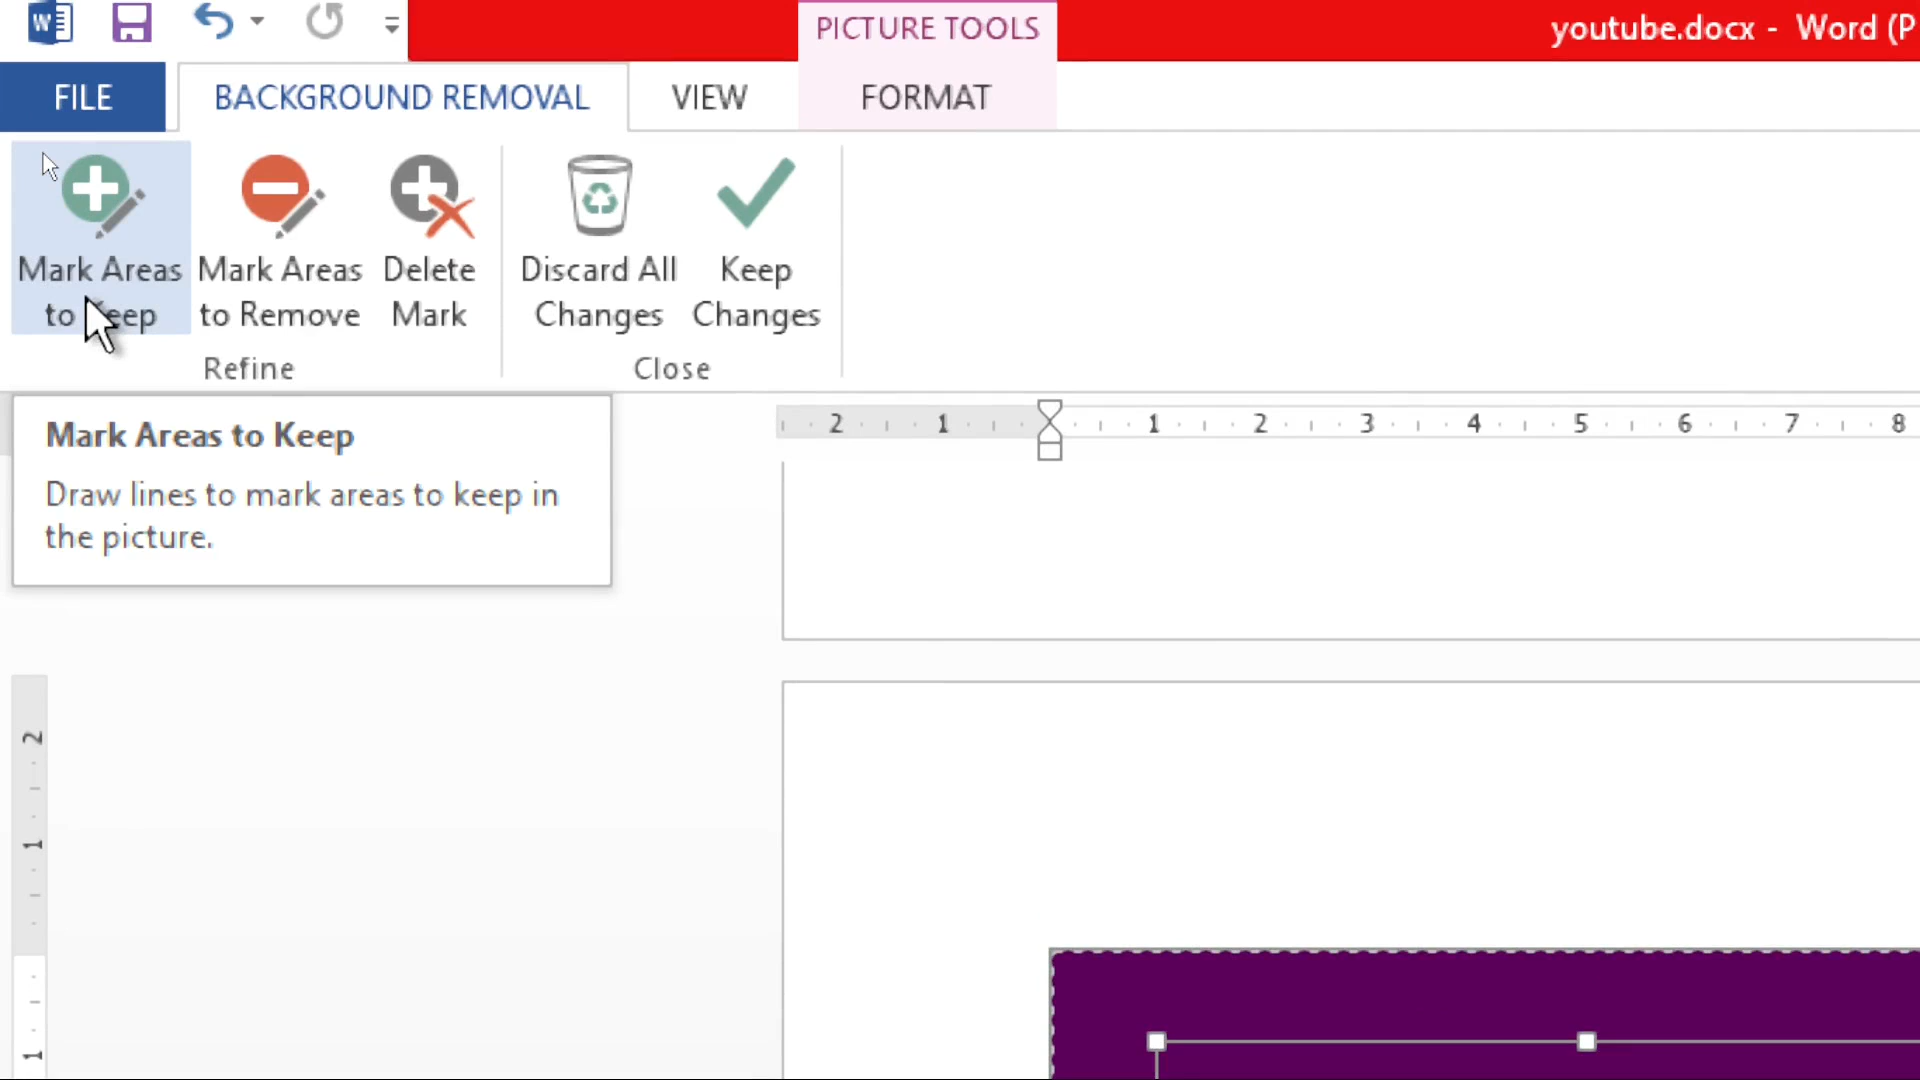 PICTURE TOOLS
youtube.docx - Word (P
FILE
BACKGROUND REMOVAL
VIEW
FORMAT
Mark Areas
to Keep
Mark Areas
to Remove
Delete
Mark
Discard All
Changes
Keep
Changes
Refine
Close
Mark Areas to Keep
Draw lines to mark areas to keep in
the picture.
2 1 1 2 3 4 5 6 7 8
2
1
1